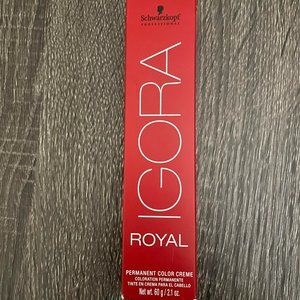 Schwarzkopf
PROFESSIONAL
IGORA
ROYAL
PERMANENT COLOR CREME
COLORATION PERMANENTE
TINTE EN CREMA PARA EL CABELLO
Net wt. 60 g / 2.1 oz.